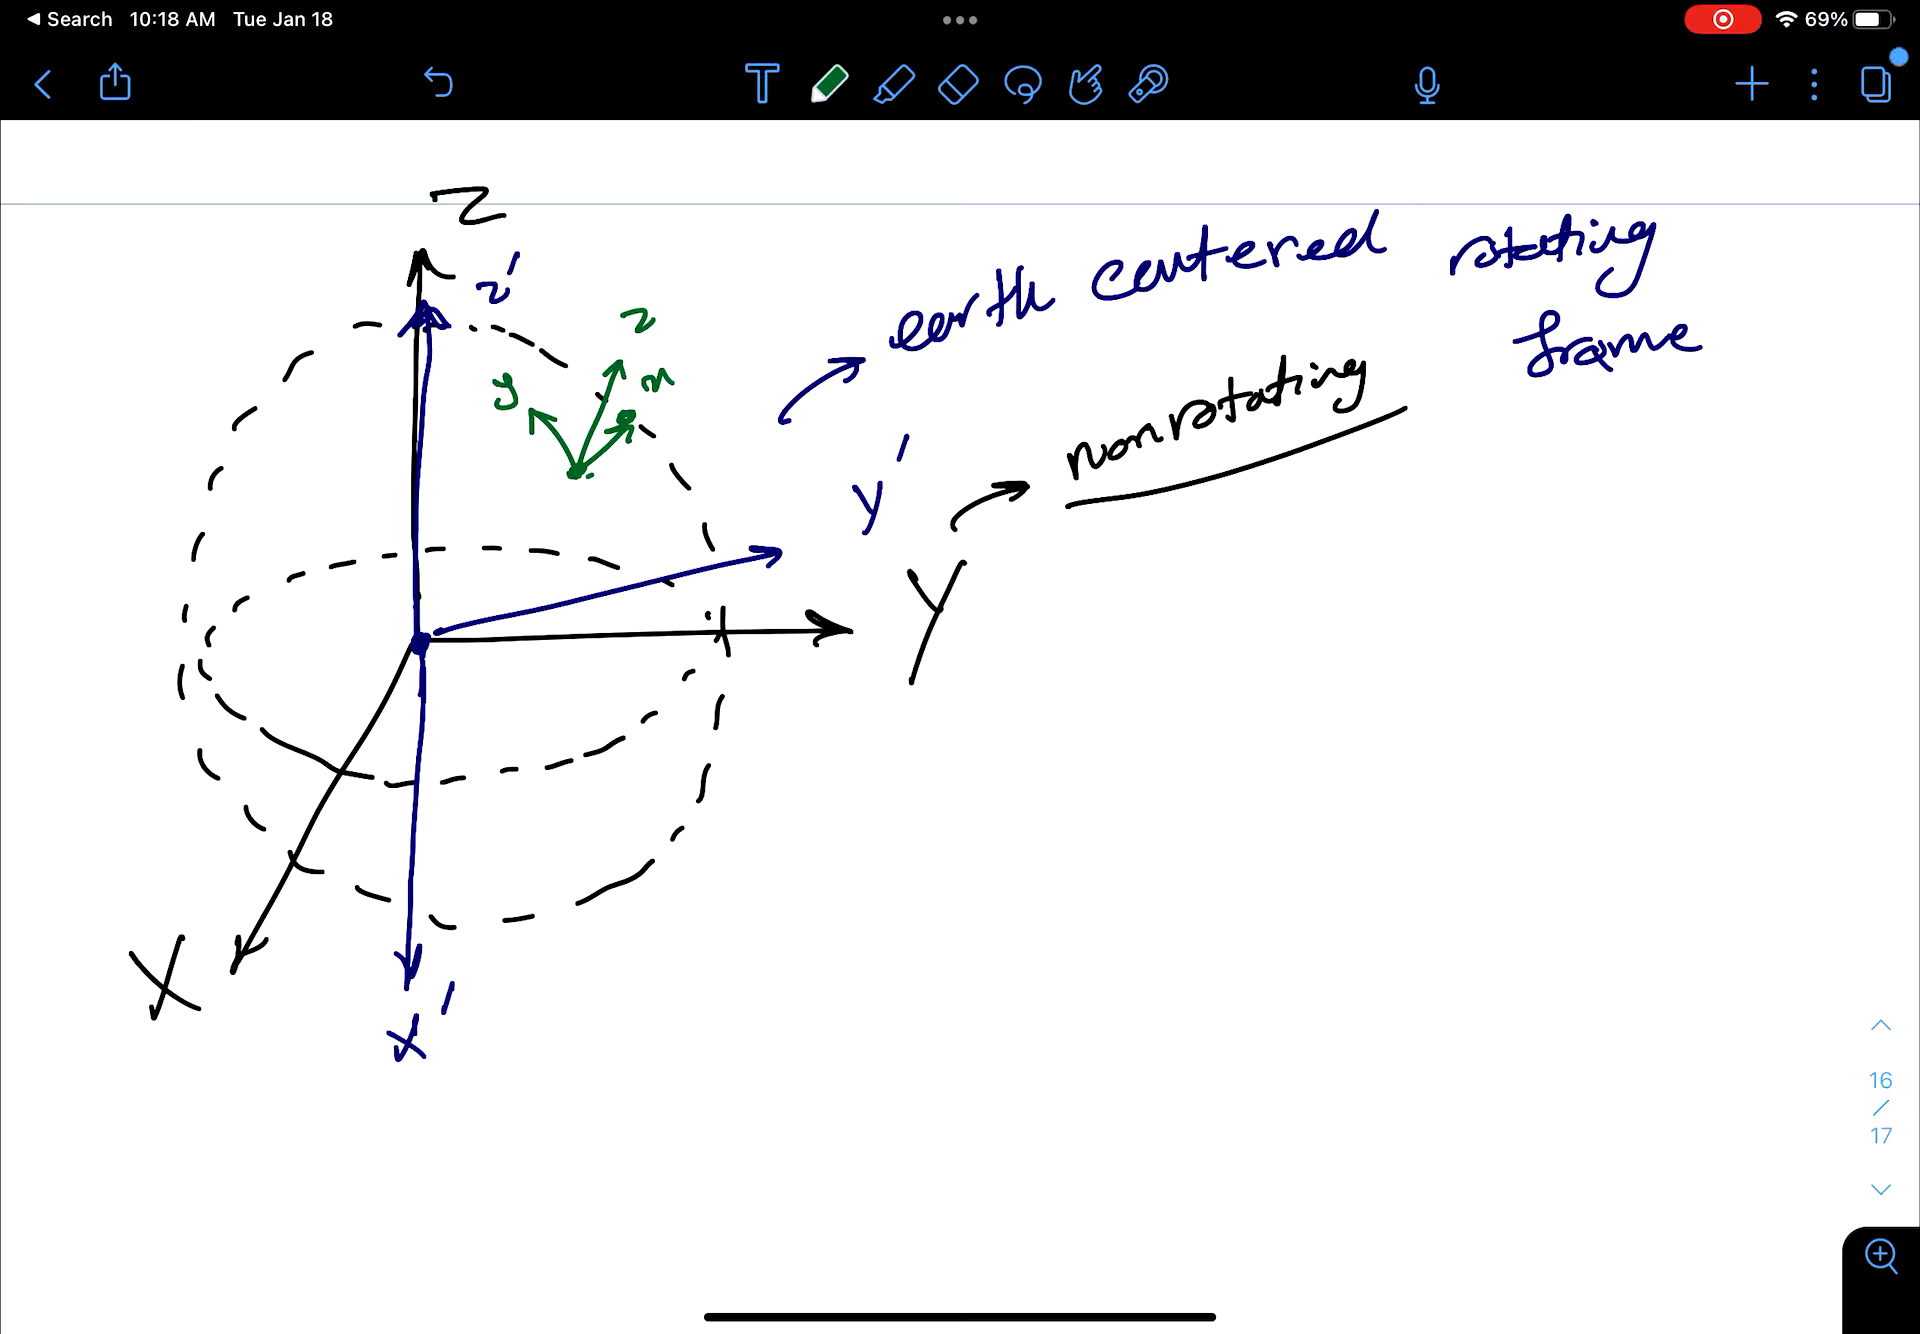 Search 10:18 AM Tue Jan 18
69%
T
Z
z'
earth centered rotating
frame
z
y
x
nonrotating
y'
Y
X
x'
16
/
17